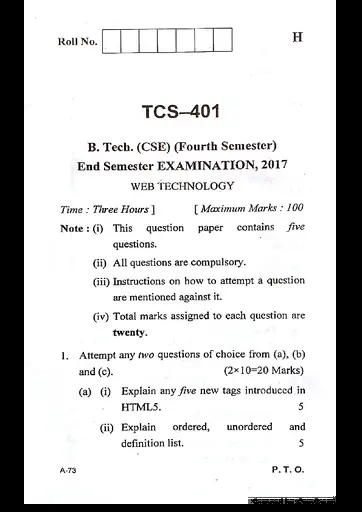 Roll No. H
TCS–401
B. Tech. (CSE) (Fourth Semester)
End Semester EXAMINATION, 2017
WEB TECHNOLOGY
Time : Three Hours ] [ Maximum Marks : 100
Note : (i) This question paper contains five
questions.
(ii) All questions are compulsory.
(iii) Instructions on how to attempt a question
are mentioned against it.
(iv) Total marks assigned to each question are
twenty.
1. Attempt any two questions of choice from (a), (b)
and (c). (2×10=20 Marks)
(a) (i) Explain any five new tags introduced in
HTML5. 5
(ii) Explain ordered, unordered and
definition list. 5
A-73 P. T. O.